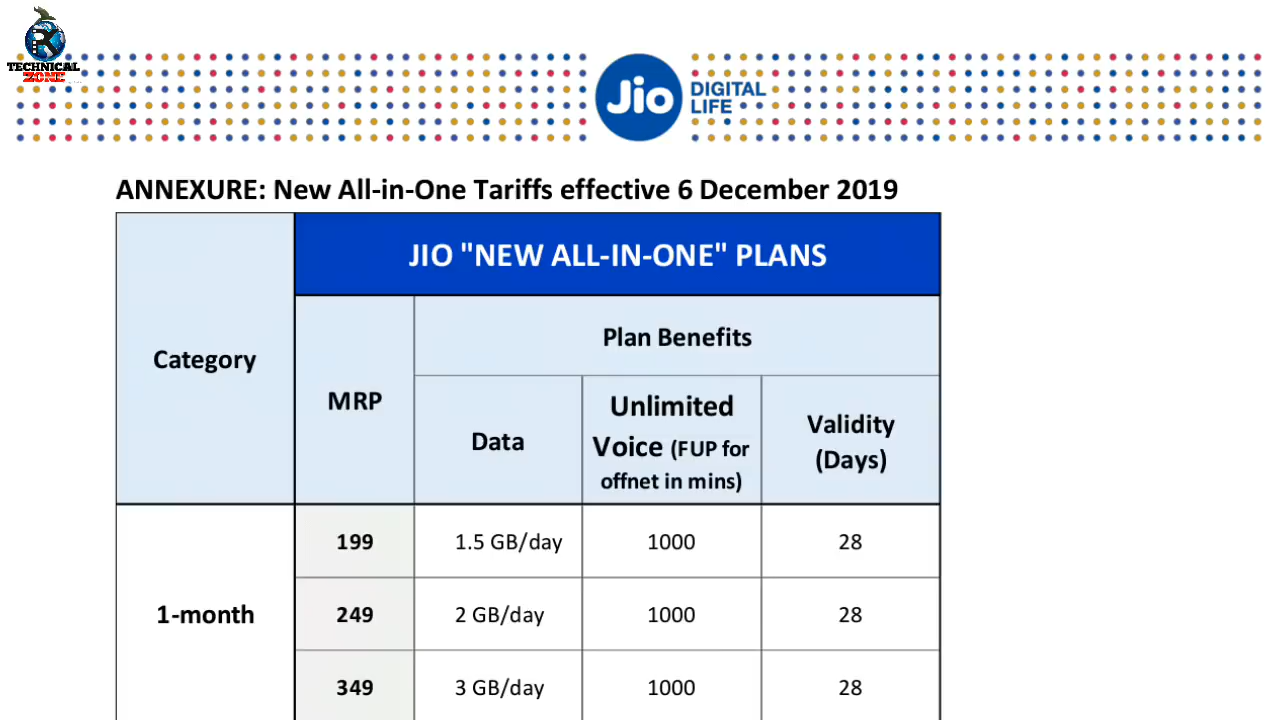 TECHNICAL
ZONE
Jio
DIGITAL
LIFE
ANNEXURE: New All-in-One Tariffs effective 6 December 2019
JIO "NEW ALL-IN-ONE" PLANS
Category
MRP
Plan Benefits
Data
Unlimited
Voice (FUP for
offnet in mins)
Validity
(Days)
1-month
199 1.5 GB/day 1000 28
249 2 GB/day 1000 28
349 3 GB/day 1000 28